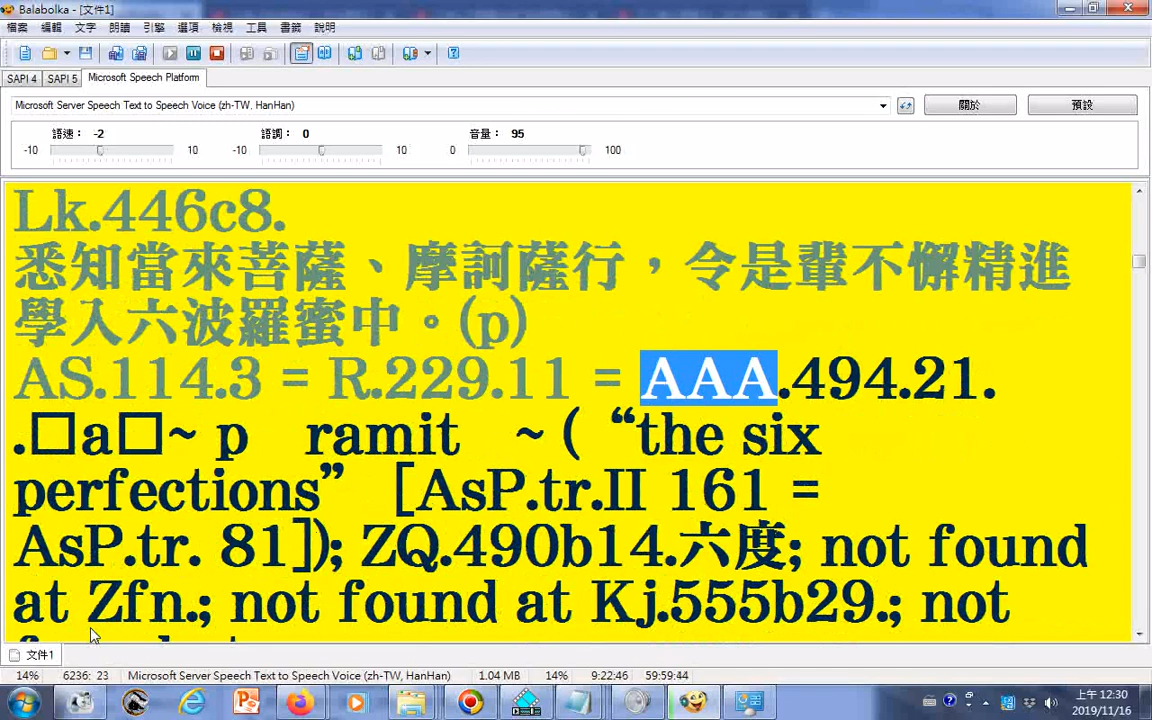 Balabolka - [文件1]
檔案 編輯 文字 朗讀 引擎 選項 檢視 工具 書籤 說明
SAPI 4 SAPI 5 Microsoft Speech Platform
Microsoft Server Speech Text to Speech Voice (zh-TW, HanHan) 關於 預設
語速: -2 語調: 0 音量: 95
-10 10 -10 10 0 100
Lk.446c8.
悉知當來菩薩、摩訶薩行，令是輩不懈精進
學入六波羅蜜中。(p)
AS.114.3 = R.229.11 = AAA.494.21.
.□a□~ p ramit ~ ( “the six
perfections” [AsP.tr.II 161 =
AsP.tr. 81]); ZQ.490b14.六度; not found
at Zfn.; not found at Kj.555b29.; not
文件1
14% 6236: 23 Microsoft Server Speech Text to Speech Voice (zh-TW, HanHan) 1.04 MB 14% 9:22:46 59:59:44
上午 12:30
2019/11/16